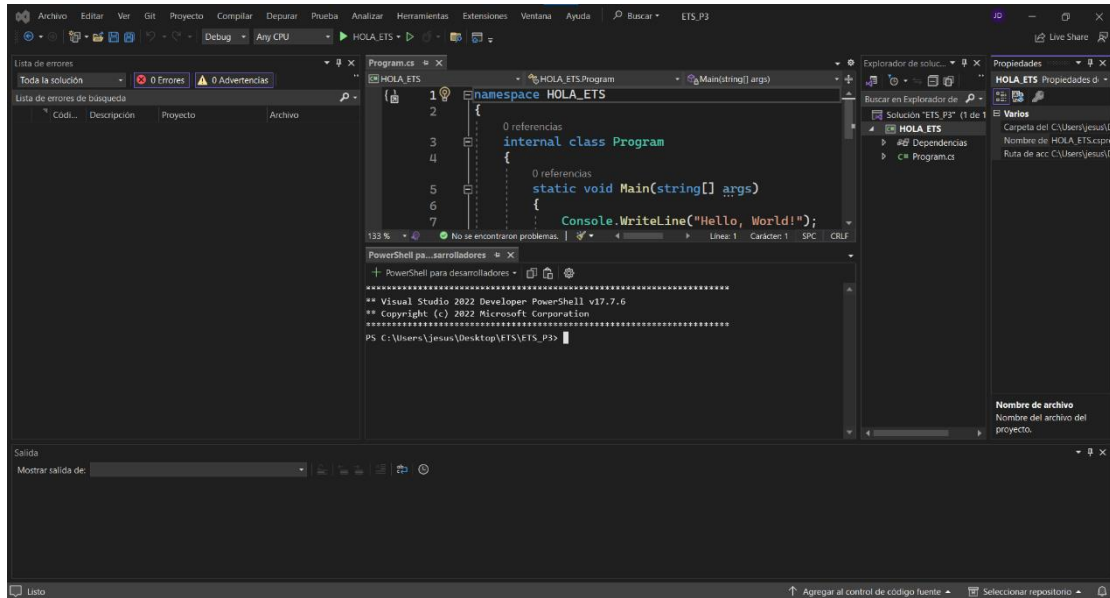 Archivo Editar Ver Git Proyecto Compilar Depurar Prueba Analizar Herramientas Extensiones Ventana Ayuda Buscar ETS_P3 JD
Debug Any CPU HOLA_ETS Live Share
Lista de errores
Toda la solución 0 Errores 0 Advertencias
Lista de errores de búsqueda
Códi... Descripción Proyecto Archivo
Program.cs
HOLA_ETS HOLA_ETS.Program Main(string[] args)
1 namespace HOLA_ETS
2 {
0 referencias
3 internal class Program
4 {
0 referencias
5 static void Main(string[] args)
6 {
7 Console.WriteLine("Hello, World!");
133 % No se encontraron problemas. Línea: 1 Carácter: 1 SPC CRLF
PowerShell pa...sarrolladores
+ PowerShell para desarrolladores
**********************************************************************
** Visual Studio 2022 Developer PowerShell v17.7.6
** Copyright (c) 2022 Microsoft Corporation
**********************************************************************
PS C:\Users\jesus\Desktop\ETS\ETS_P3>
Explorador de soluc...
Buscar en Explorador de
Solución "ETS_P3" (1 de 1
HOLA_ETS
Dependencias
C# Program.cs
Propiedades
HOLA_ETS Propiedades d
Varios
Carpeta del C:\Users\jesus\
Nombre de HOLA_ETS.cspr
Ruta de acc C:\Users\jesus\
Nombre de archivo
Nombre del archivo del
proyecto.
Salida
Mostrar salida de:
Listo Agregar al control de código fuente Seleccionar repositorio